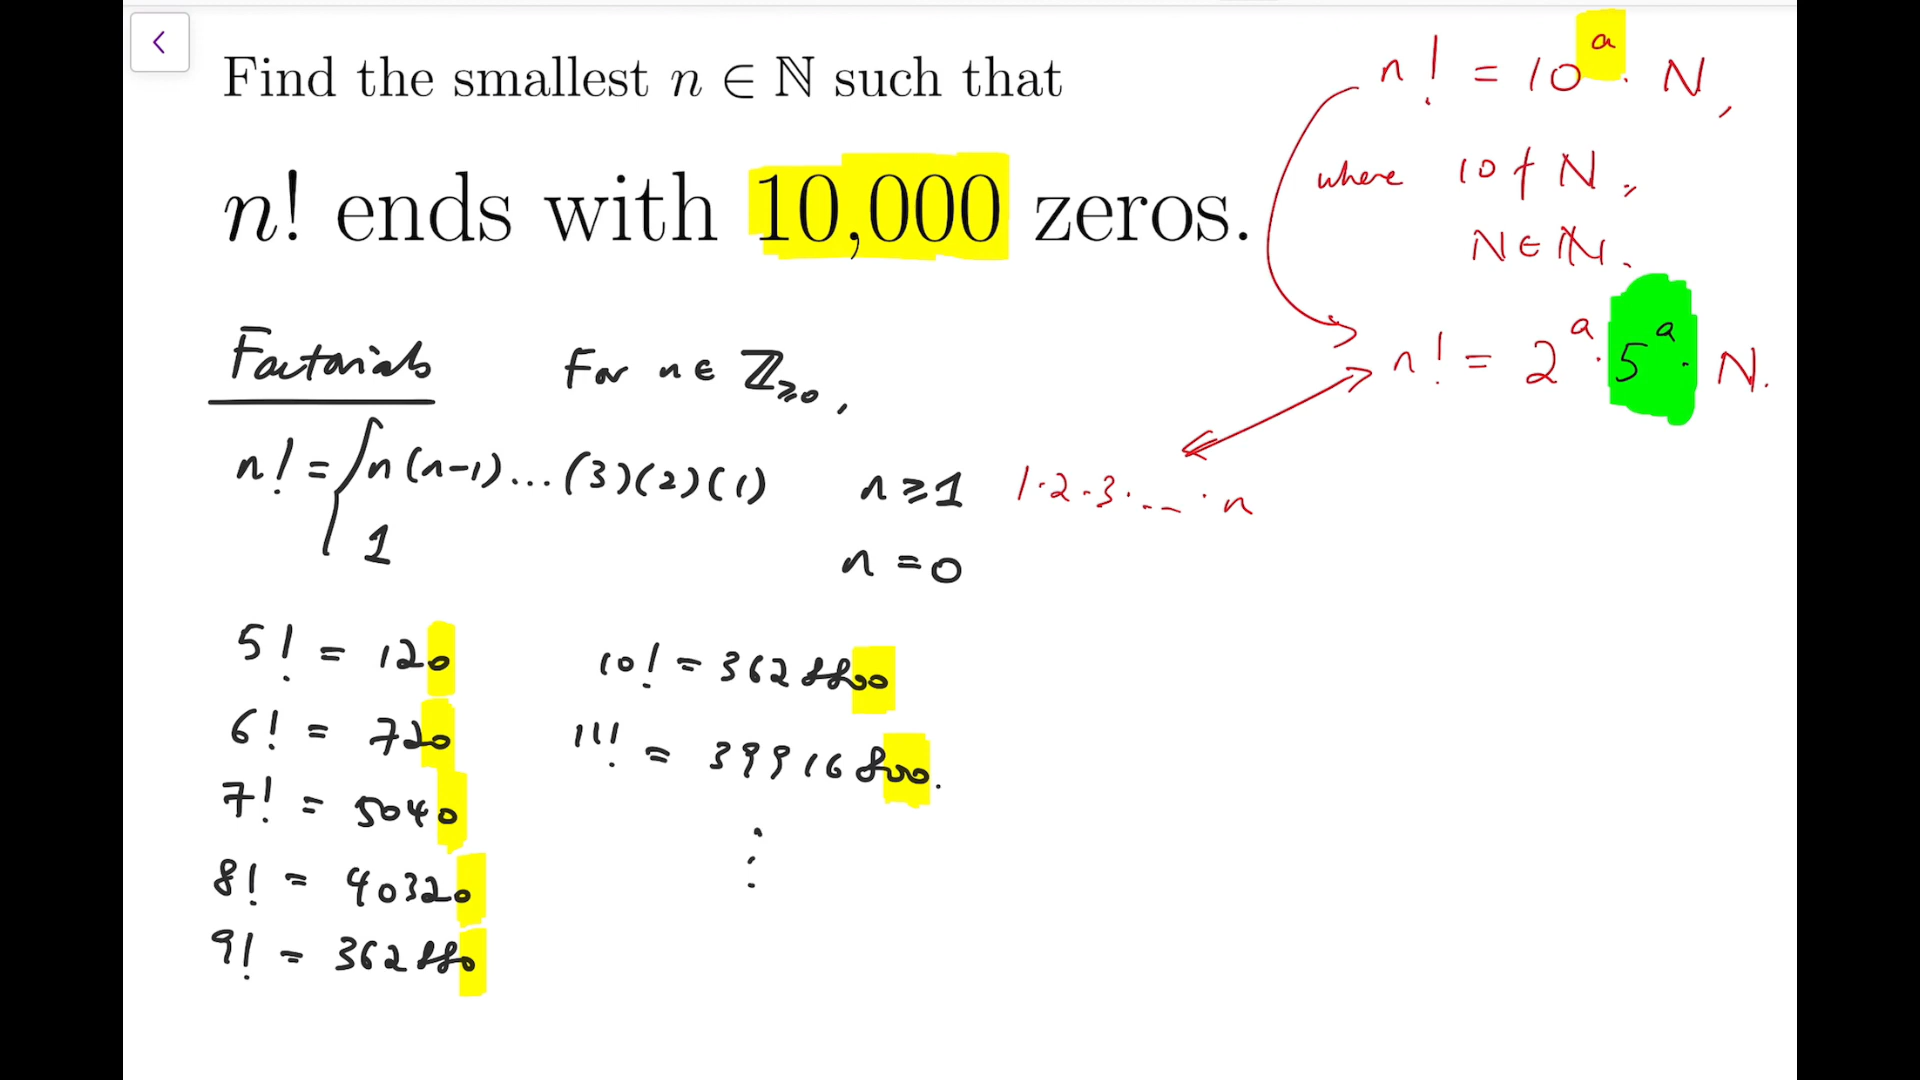 Find the smallest n ∈ ℕ such that
n! ends with 10,000 zeros.
n! = 10^a · N,
where 10 ∤ N,
N ∈ ℕ.
n! = 2^a · 5^a · N.
Factorials For n ∈ ℤ≥0,
n! = { n(n-1)...(3)(2)(1) n ≥ 1
1 n = 0
1·2·3· ... · n
5! = 120
6! = 720
7! = 5040
8! = 40320
9! = 362880
10! = 3628800
11! = 39916800.
⋮